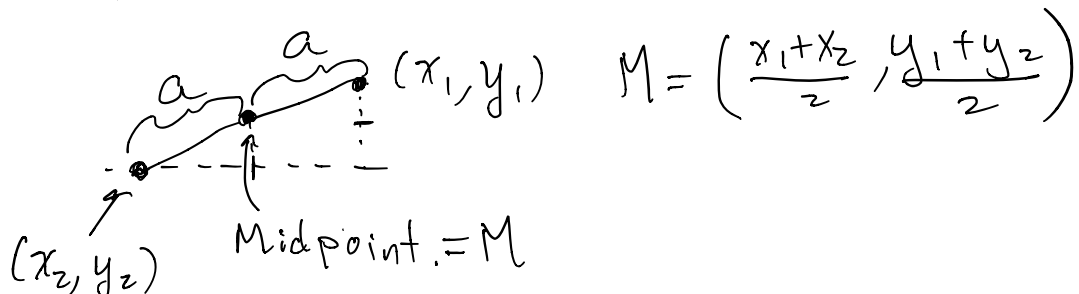 a
a
(x₁, y₁)
M = ( (x₁+x₂)/2 , (y₁+y₂)/2 )
Midpoint. = M
(x₂, y₂)